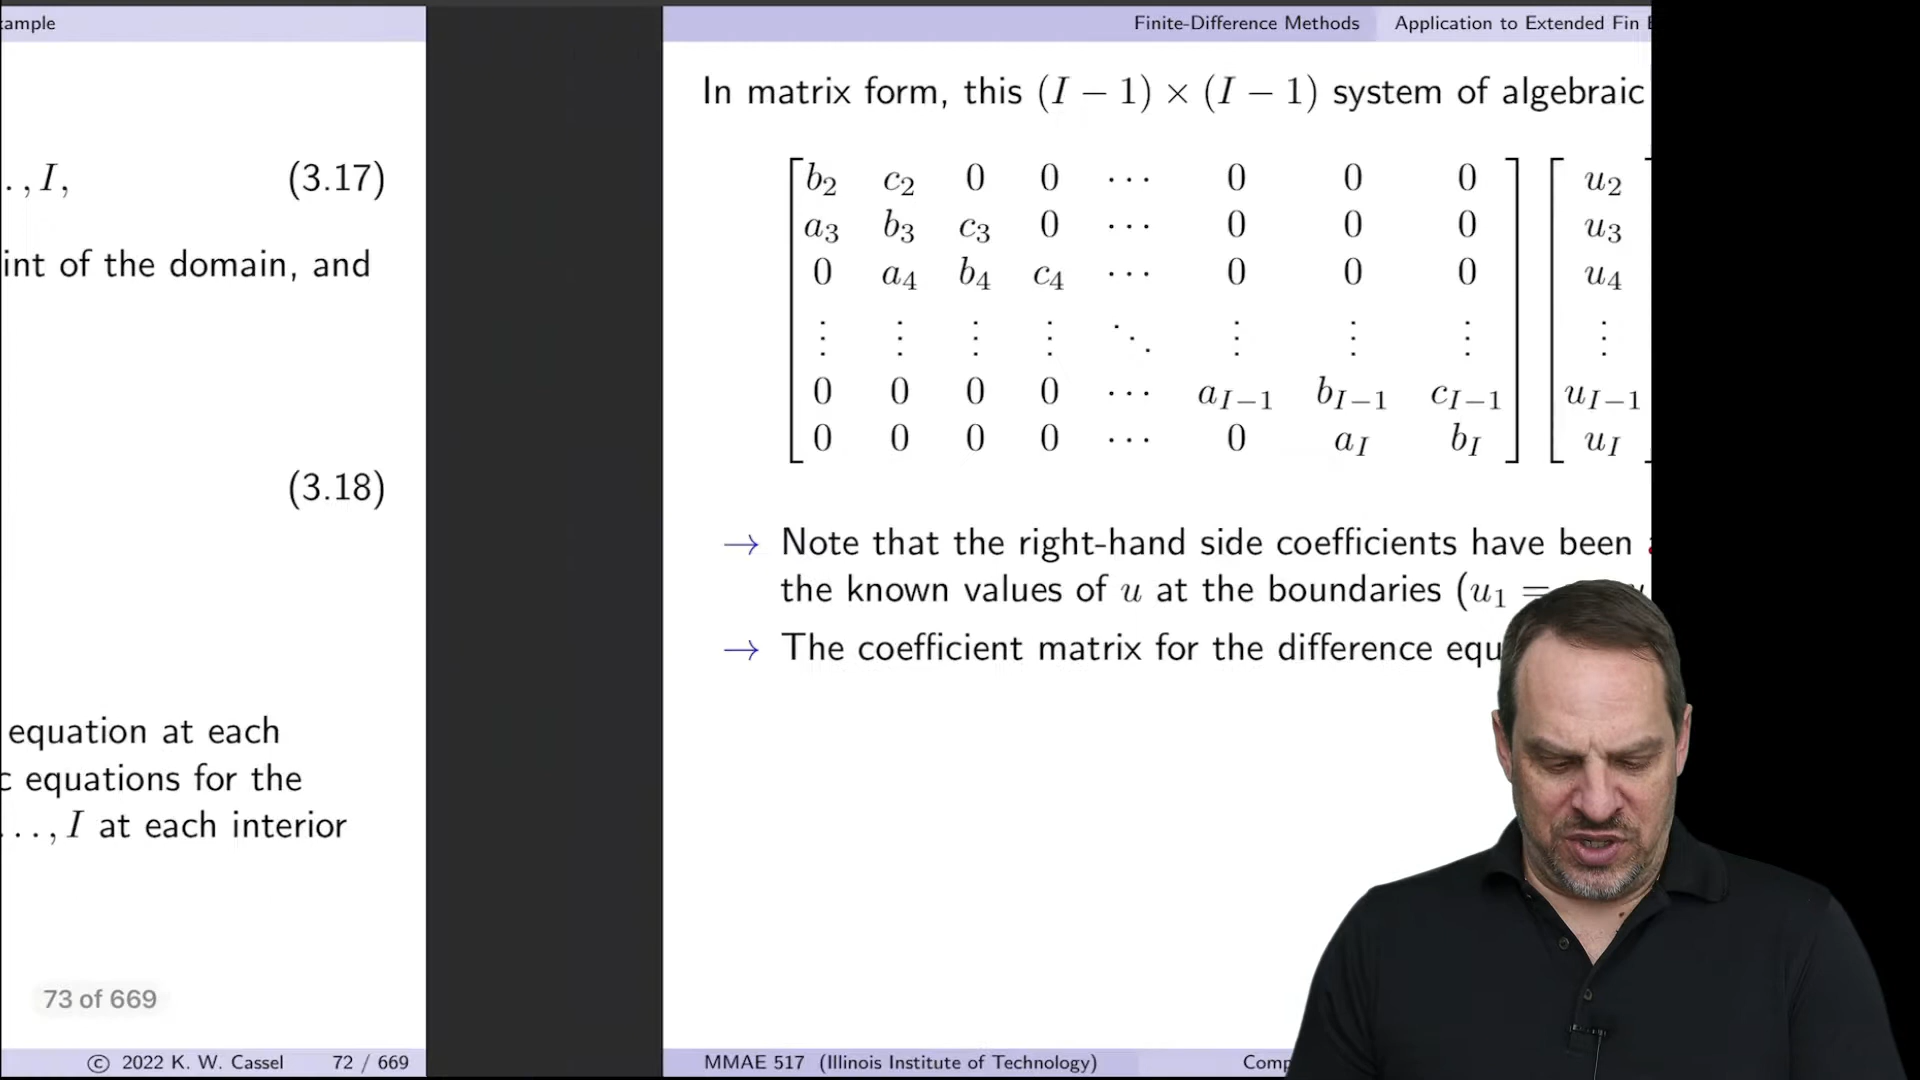 ample
. , I,
(3.17)
int of the domain, and
(3.18)
equation at each
c equations for the
. . . , I at each interior
73 of 669
© 2022 K. W. Cassel 72 / 669
Finite-Difference Methods Application to Extended Fin
In matrix form, this (I − 1) × (I − 1) system of algebraic
b2 c2 0 0 ⋯ 0 0 0 u2
a3 b3 c3 0 ⋯ 0 0 0 u3
0 a4 b4 c4 ⋯ 0 0 0 u4
⋮ ⋮ ⋮ ⋮ ⋱ ⋮ ⋮ ⋮ ⋮
0 0 0 0 ⋯ aI−1 bI−1 cI−1 uI−1
0 0 0 0 ⋯ 0 aI bI uI
→ Note that the right-hand side coefficients have been
the known values of u at the boundaries (u1 =
→ The coefficient matrix for the difference equ
MMAE 517 (Illinois Institute of Technology) Comp